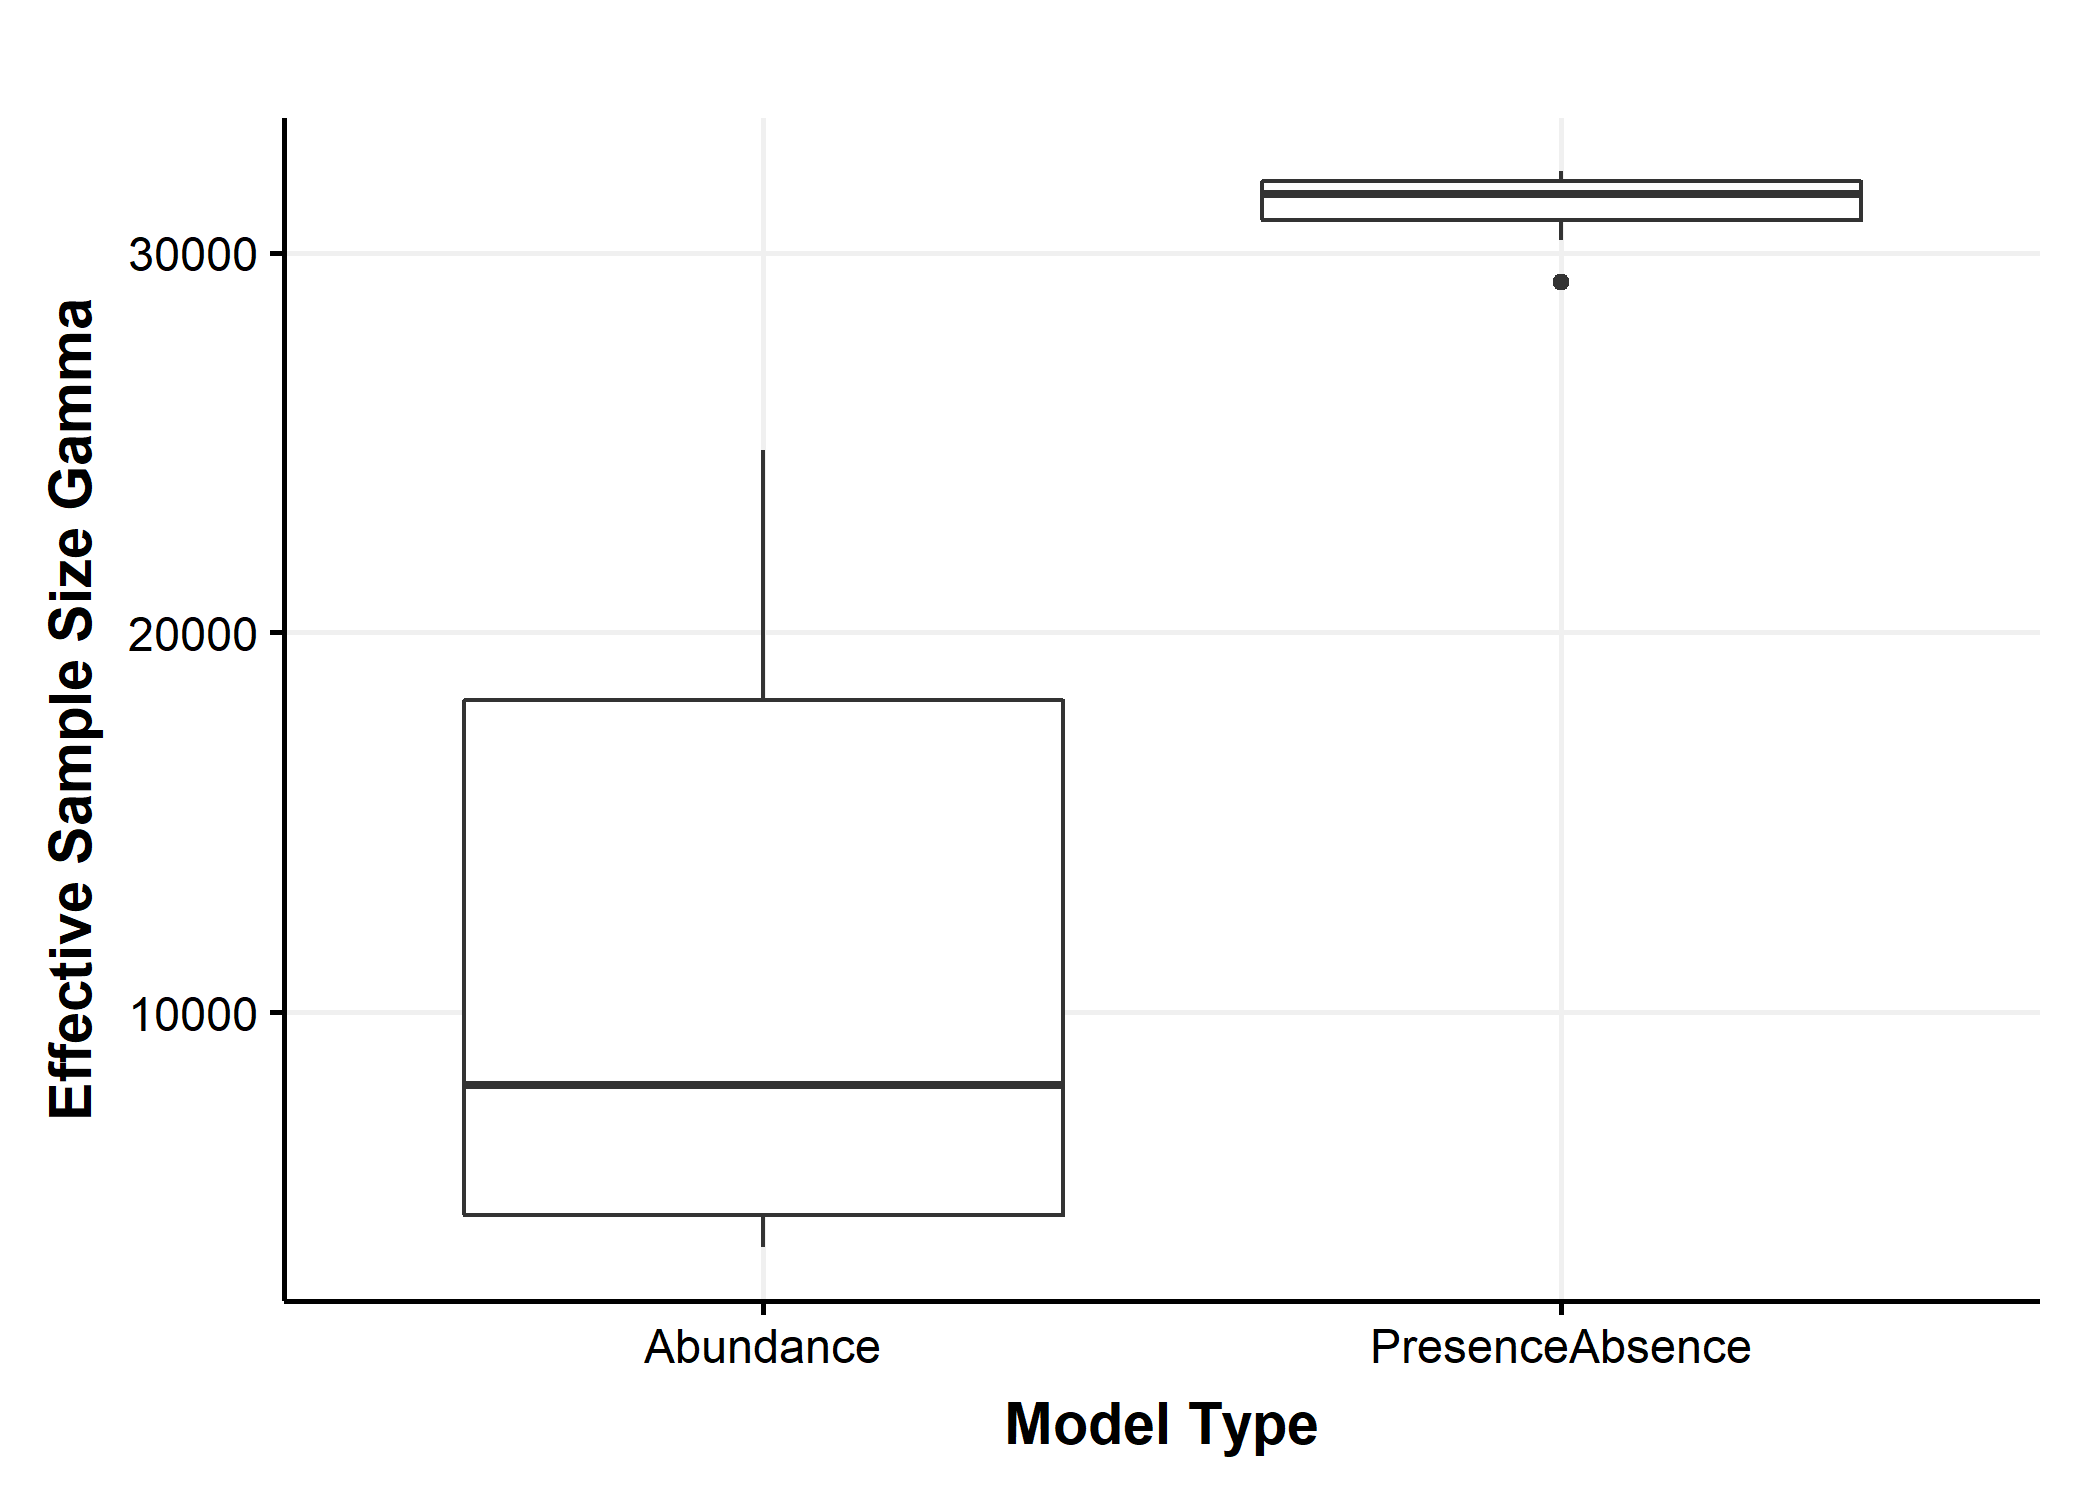 Effective Sample Size Gamma
30000
20000
10000
Abundance
PresenceAbsence
Model Type